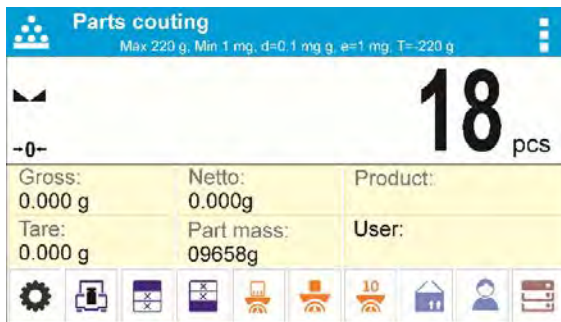 Parts couting
Max 220 g, Min 1 mg, d=0.1 mg g, e=1 mg, T=-220 g
18 pcs
→0←
Gross: Netto: Product:
0.000 g 0.000g
Tare: Part mass: User:
0.000 g 09658g
10